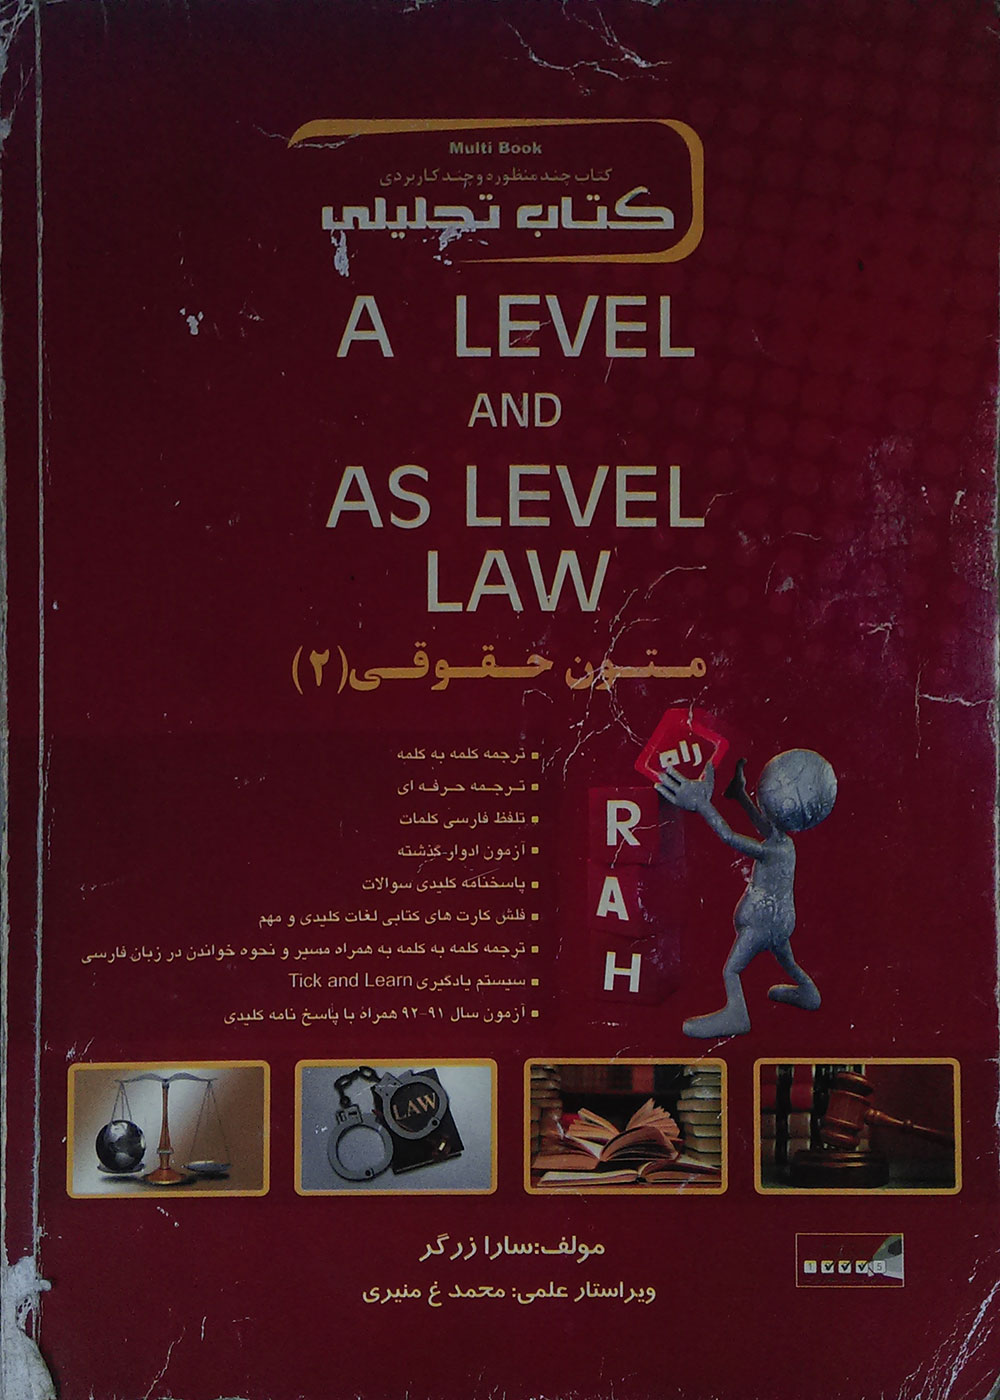 Multi Book
کتاب چند منظوره و چند کاربردی
کتاب تحلیلی
A LEVEL
AND
AS LEVEL
LAW
متون حقوقی (۲)
ترجمه کلمه به کلمه
ترجمه حرفه ای
تلفظ فارسی کلمات
آزمون ادوار گذشته
پاسخنامه کلیدی سوالات
فلش کارت های کتابی لغات کلیدی و مهم
ترجمه کلمه به کلمه به همراه مسیر و نحوه خواندن در زبان فارسی
سیستم یادگیری Tick and Learn
آزمون سال ۹۱-۹۲ همراه با پاسخ نامه کلیدی
راه
R
A
H
LAW
مولف:سارا زرگر
ویراستار علمی: محمد غ منیری
1 5